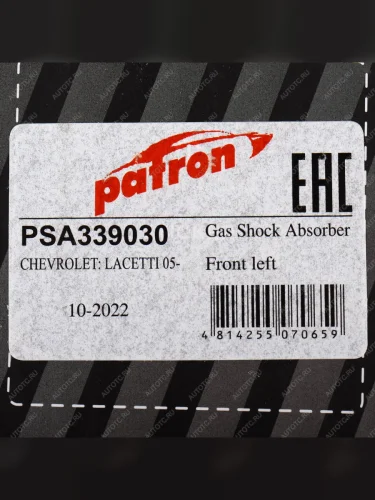 patron
EAC
PSA339030
Gas Shock Absorber
CHEVROLET: LACETTI 05-
Front left
10-2022
4 814255 070659